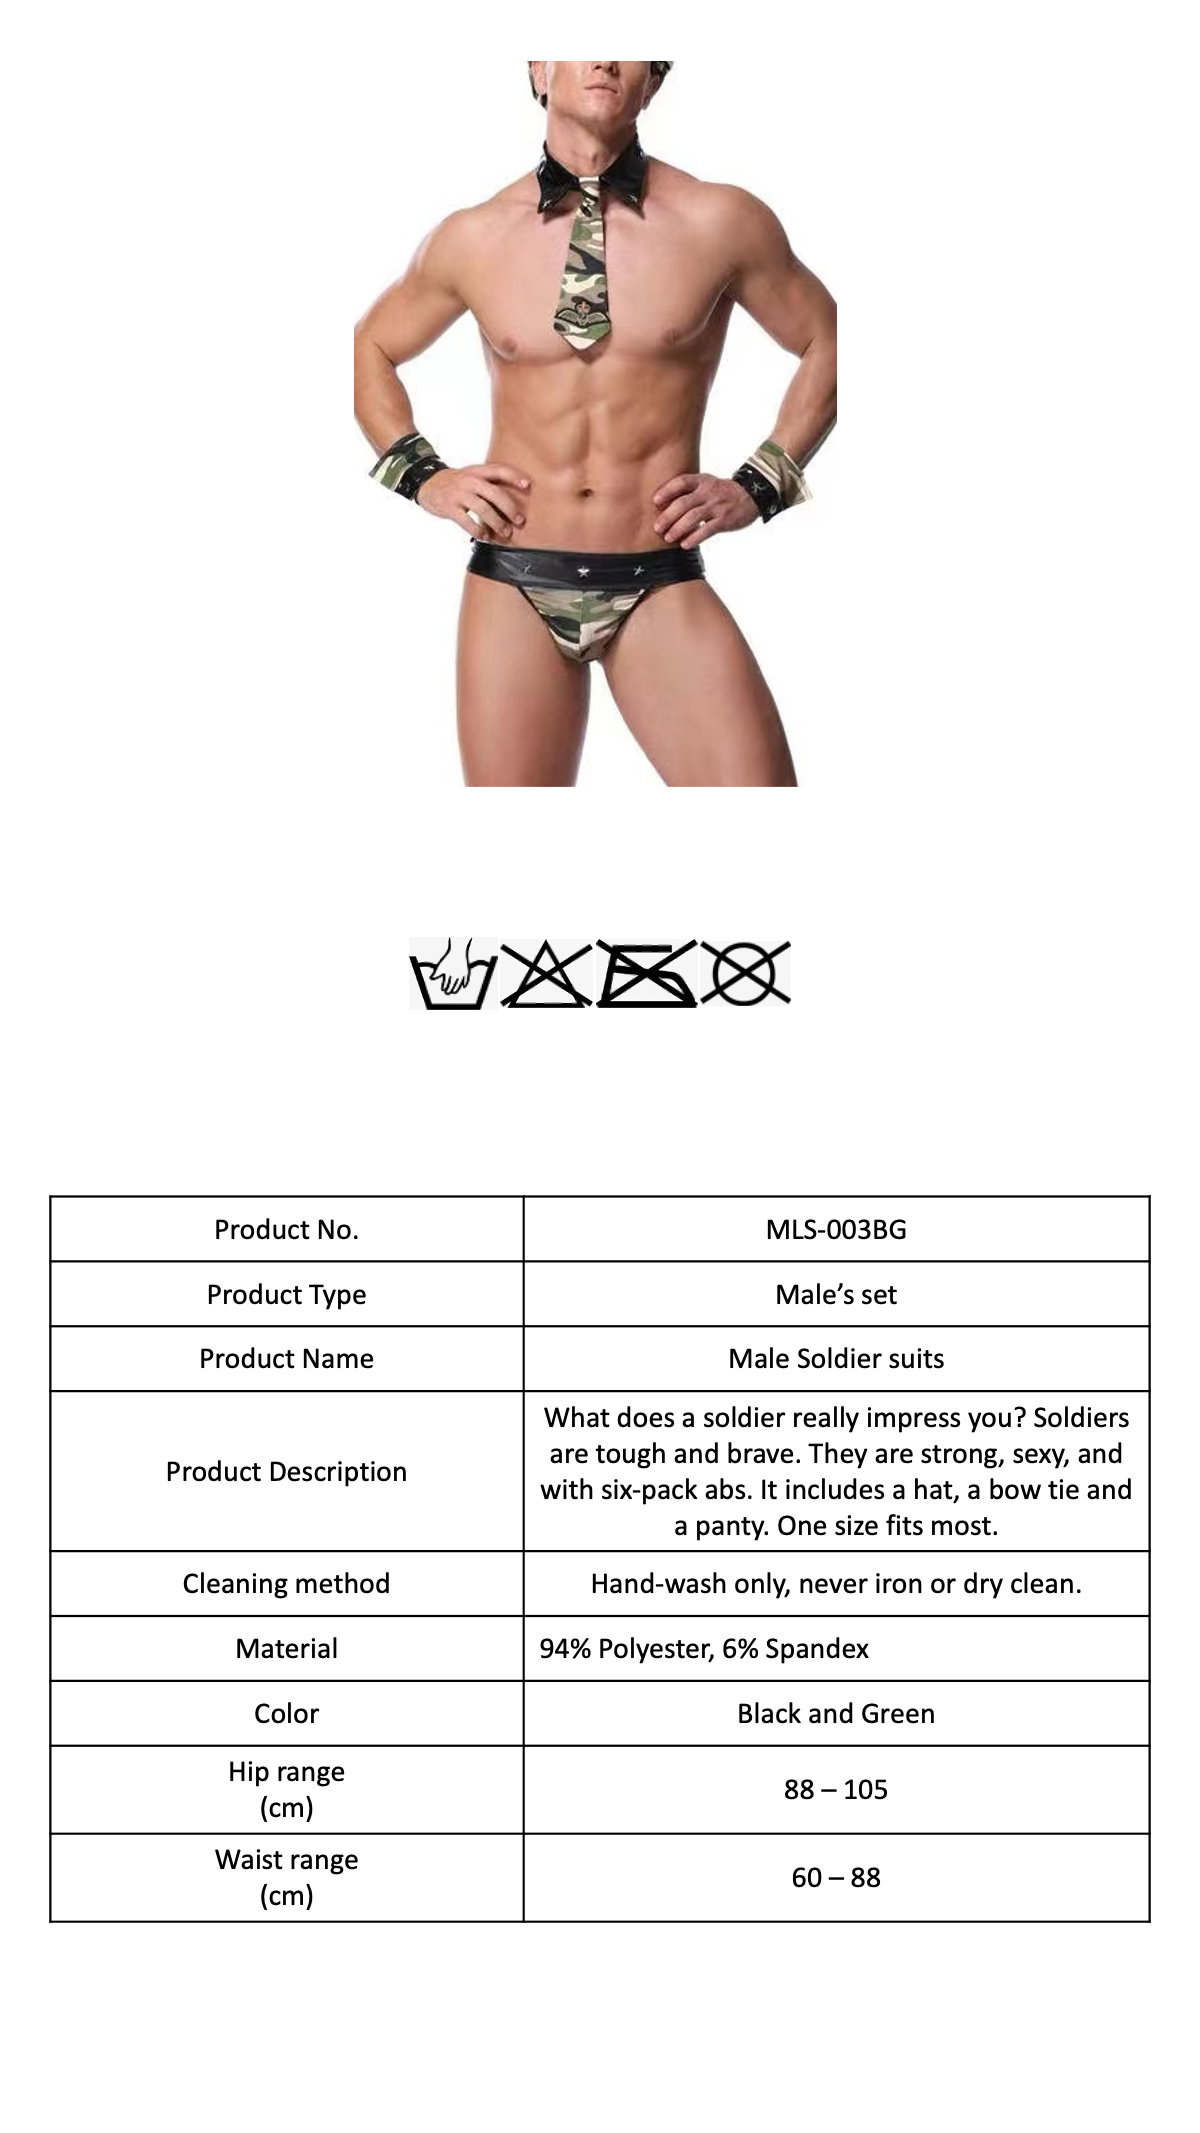 Product No.
MLS-003BG
Product Type
Male’s set
Product Name
Male Soldier suits
Product Description
What does a soldier really impress you? Soldiers
are tough and brave. They are strong, sexy, and
with six-pack abs. It includes a hat, a bow tie and
a panty. One size fits most.
Cleaning method
Hand-wash only, never iron or dry clean.
Material
94% Polyester, 6% Spandex
Color
Black and Green
Hip range
(cm)
88 – 105
Waist range
(cm)
60 – 88